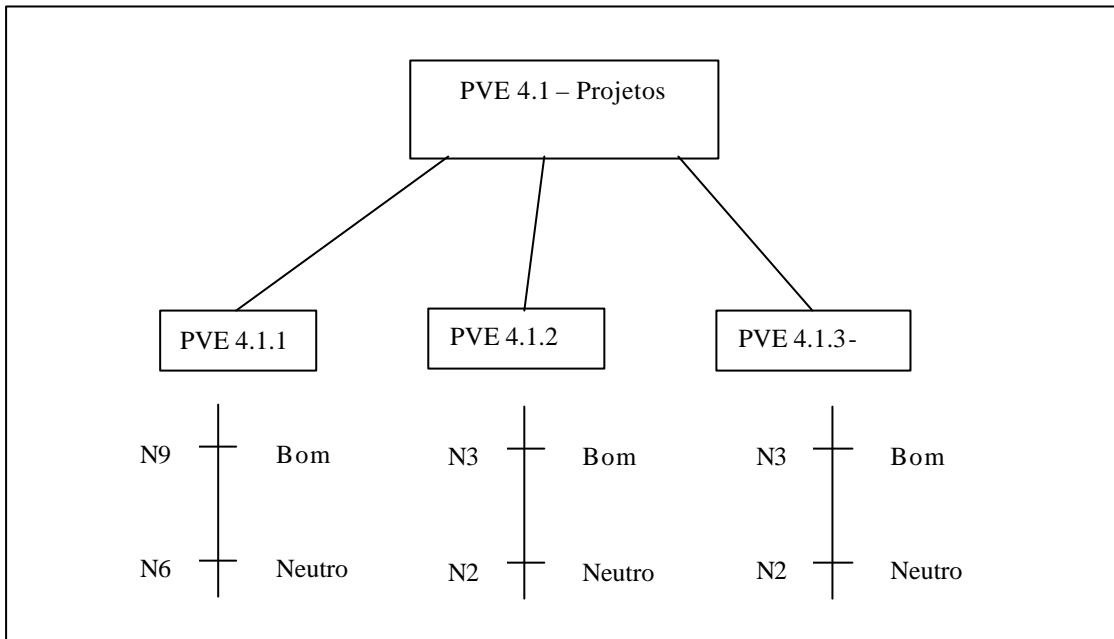 PVE 4.1 – Projetos
PVE 4.1.1
PVE 4.1.2
PVE 4.1.3-
N9 Bom N3 Bom N3 Bom
N6 Neutro N2 Neutro N2 Neutro